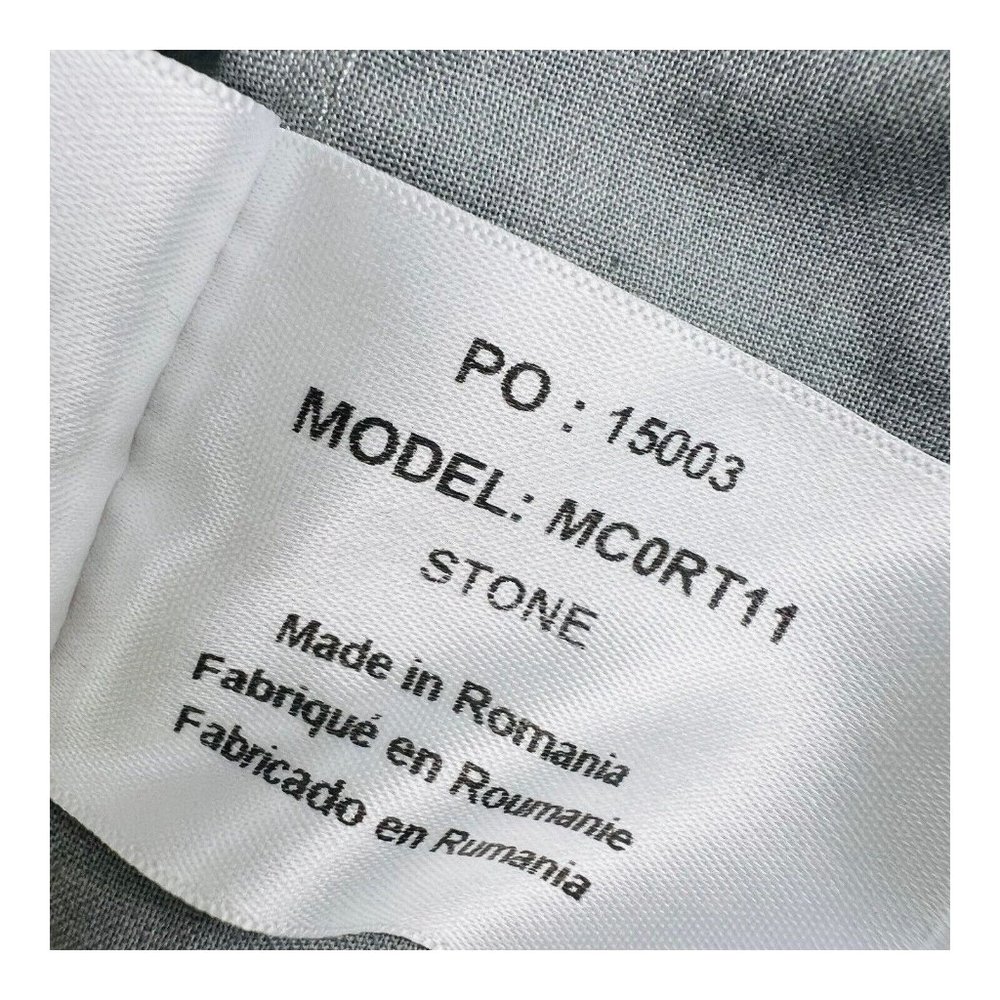 PO : 15003
MODEL: MC0RT11
STONE
Made in Romania
Fabriqué en Roumanie
Fabricado en Rumania